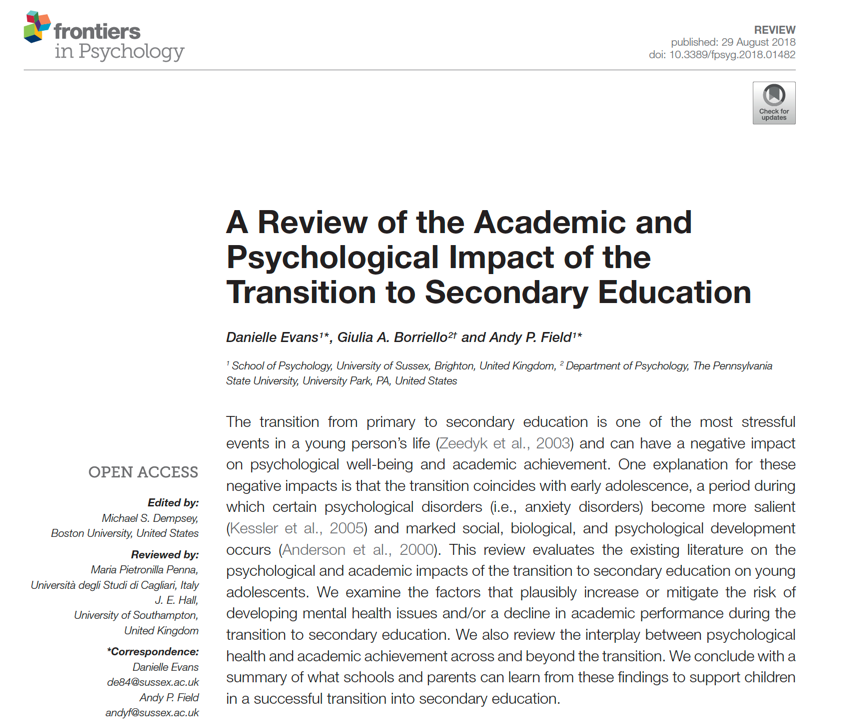 frontiers
in Psychology
REVIEW
published: 29 August 2018
doi: 10.3389/fpsyg.2018.01482
Check for
updates
A Review of the Academic and
Psychological Impact of the
Transition to Secondary Education
Danielle Evans¹*, Giulia A. Borriello²† and Andy P. Field¹*
¹ School of Psychology, University of Sussex, Brighton, United Kingdom, ² Department of Psychology, The Pennsylvania
State University, University Park, PA, United States
The transition from primary to secondary education is one of the most stressful
events in a young person's life (Zeedyk et al., 2003) and can have a negative impact
on psychological well-being and academic achievement. One explanation for these
negative impacts is that the transition coincides with early adolescence, a period during
which certain psychological disorders (i.e., anxiety disorders) become more salient
(Kessler et al., 2005) and marked social, biological, and psychological development
occurs (Anderson et al., 2000). This review evaluates the existing literature on the
psychological and academic impacts of the transition to secondary education on young
adolescents. We examine the factors that plausibly increase or mitigate the risk of
developing mental health issues and/or a decline in academic performance during the
transition to secondary education. We also review the interplay between psychological
health and academic achievement across and beyond the transition. We conclude with a
summary of what schools and parents can learn from these findings to support children
in a successful transition into secondary education.
OPEN ACCESS
Edited by:
Michael S. Dempsey,
Boston University, United States
Reviewed by:
Maria Pietronilla Penna,
Università degli Studi di Cagliari, Italy
J. E. Hall,
University of Southampton,
United Kingdom
*Correspondence:
Danielle Evans
de84@sussex.ac.uk
Andy P. Field
andyf@sussex.ac.uk